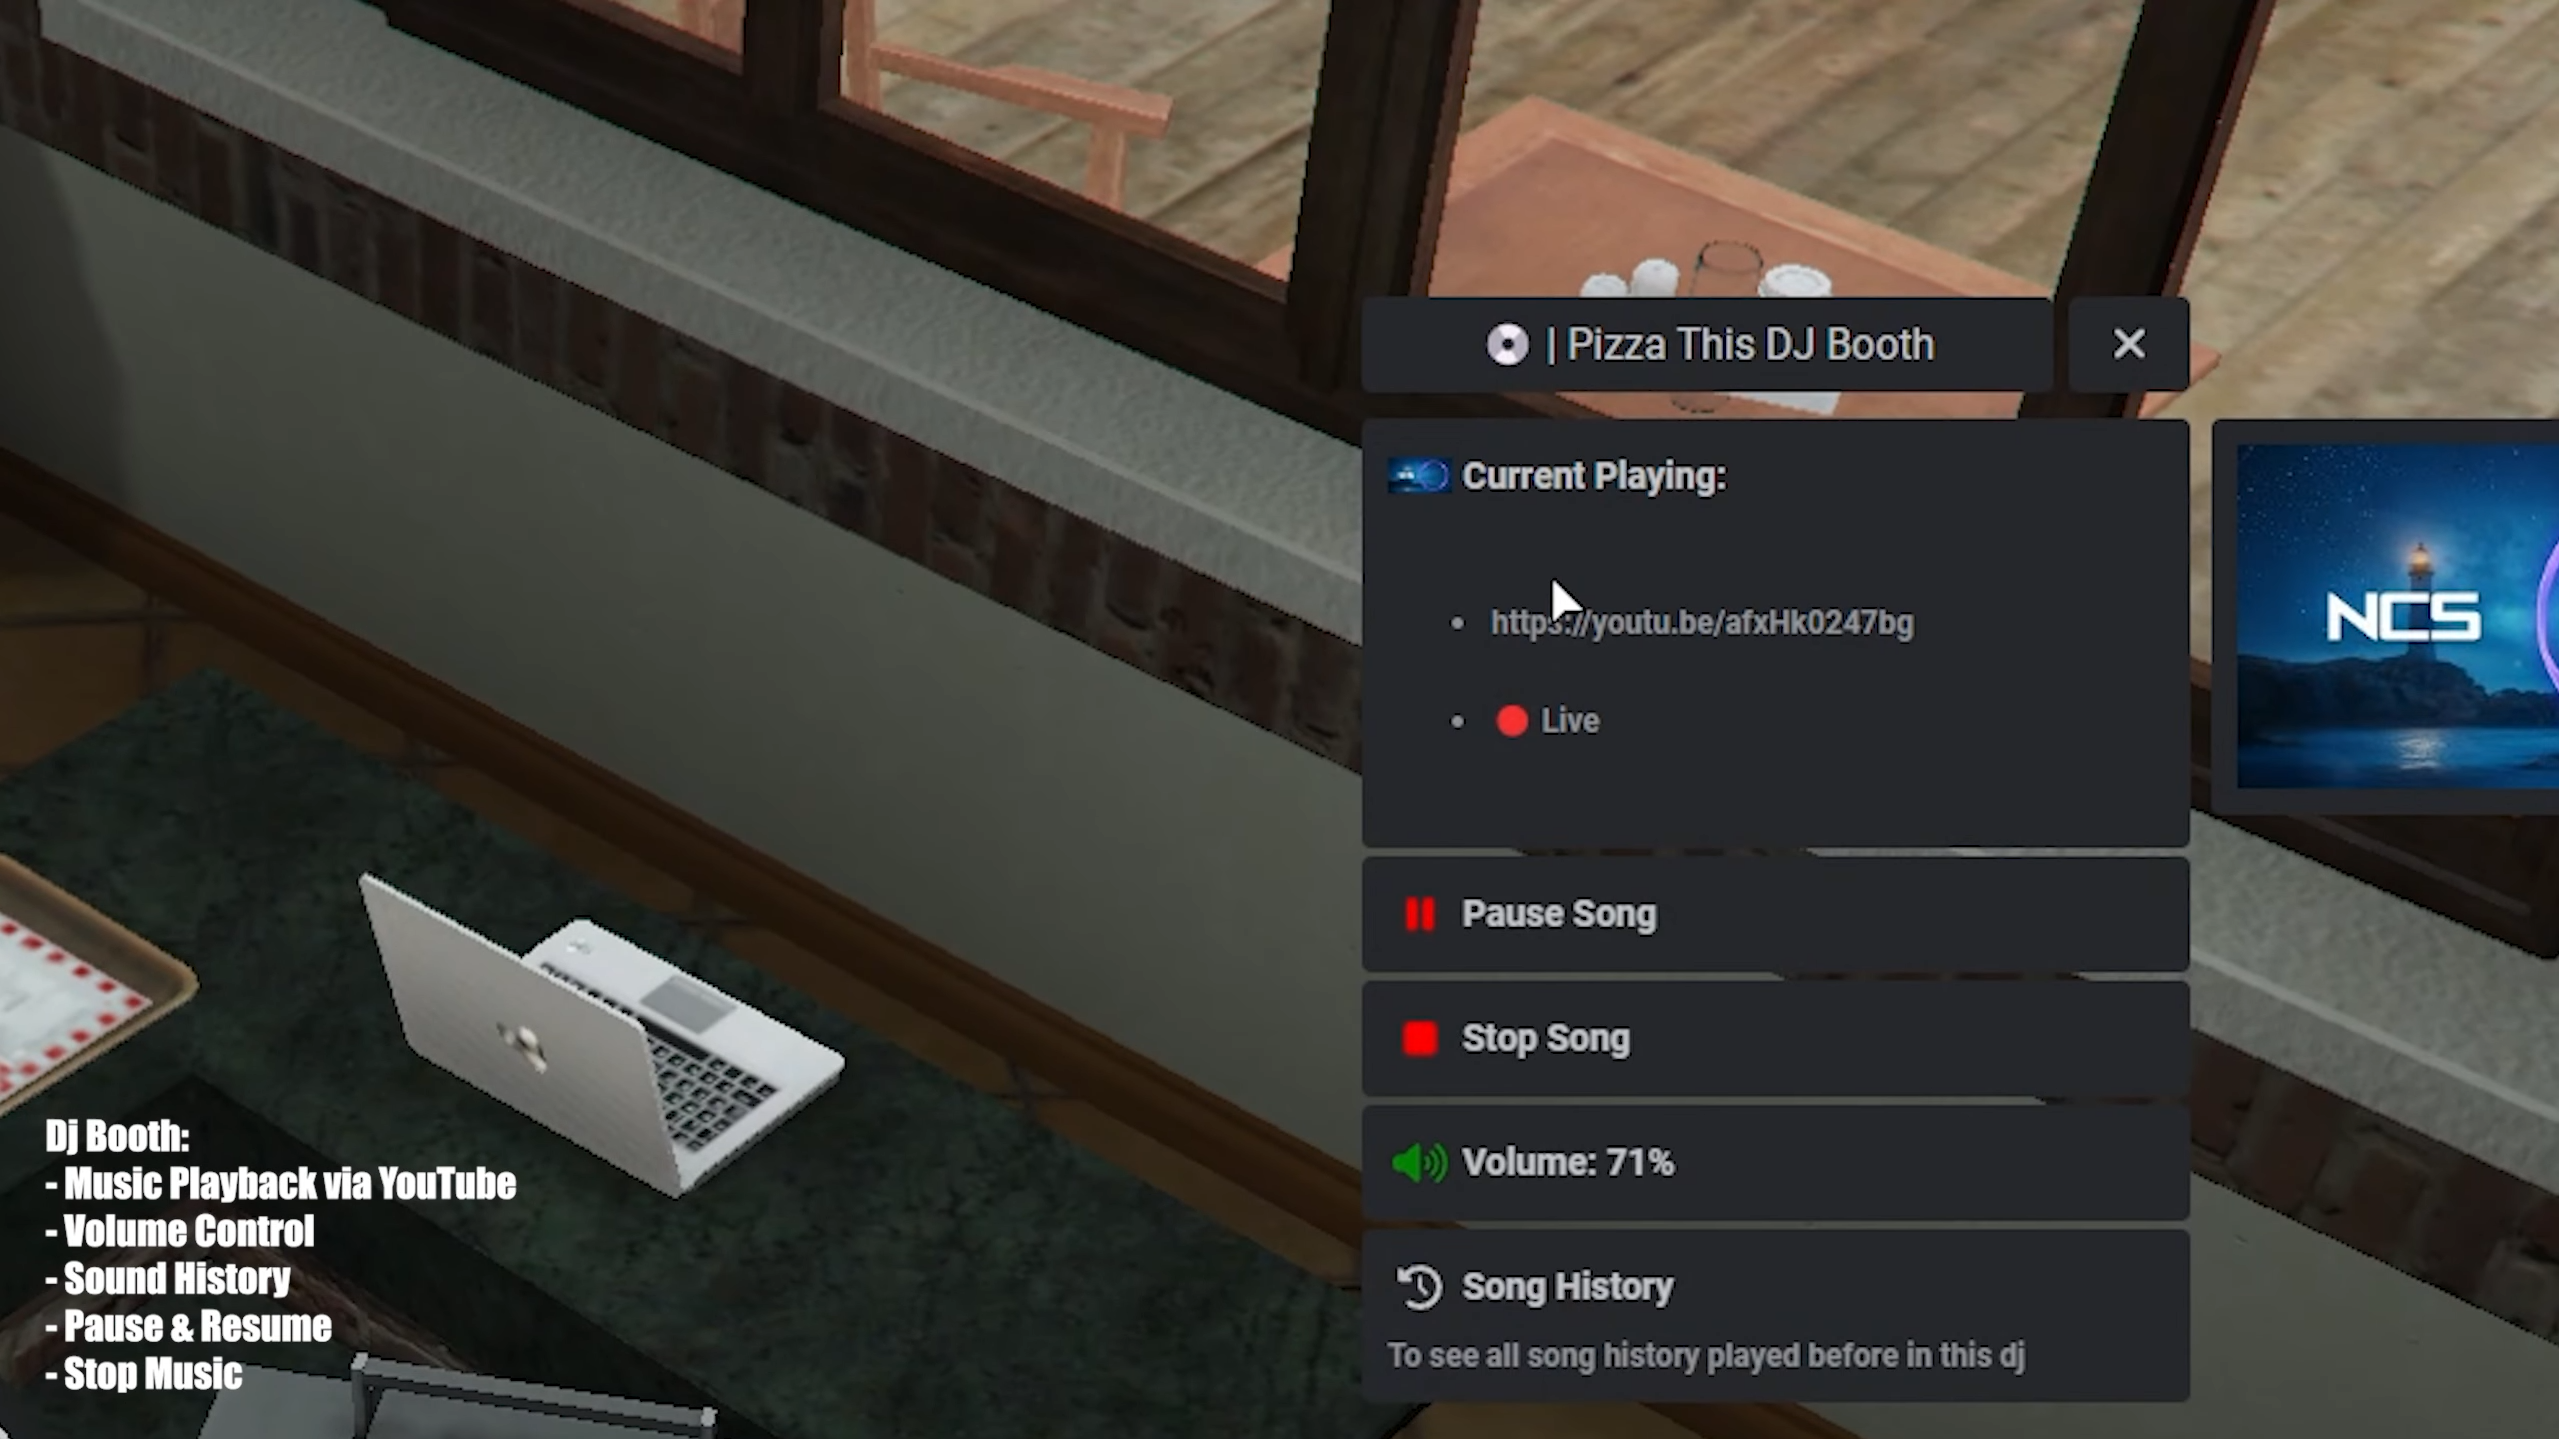 | Pizza This DJ Booth
Current Playing:
https://youtu.be/afxHk0247bg
Live
NCS
Pause Song
Stop Song
Volume: 71%
Song History
To see all song history played before in this dj
Dj Booth:
- Music Playback via YouTube
- Volume Control
- Sound History
- Pause & Resume
- Stop Music